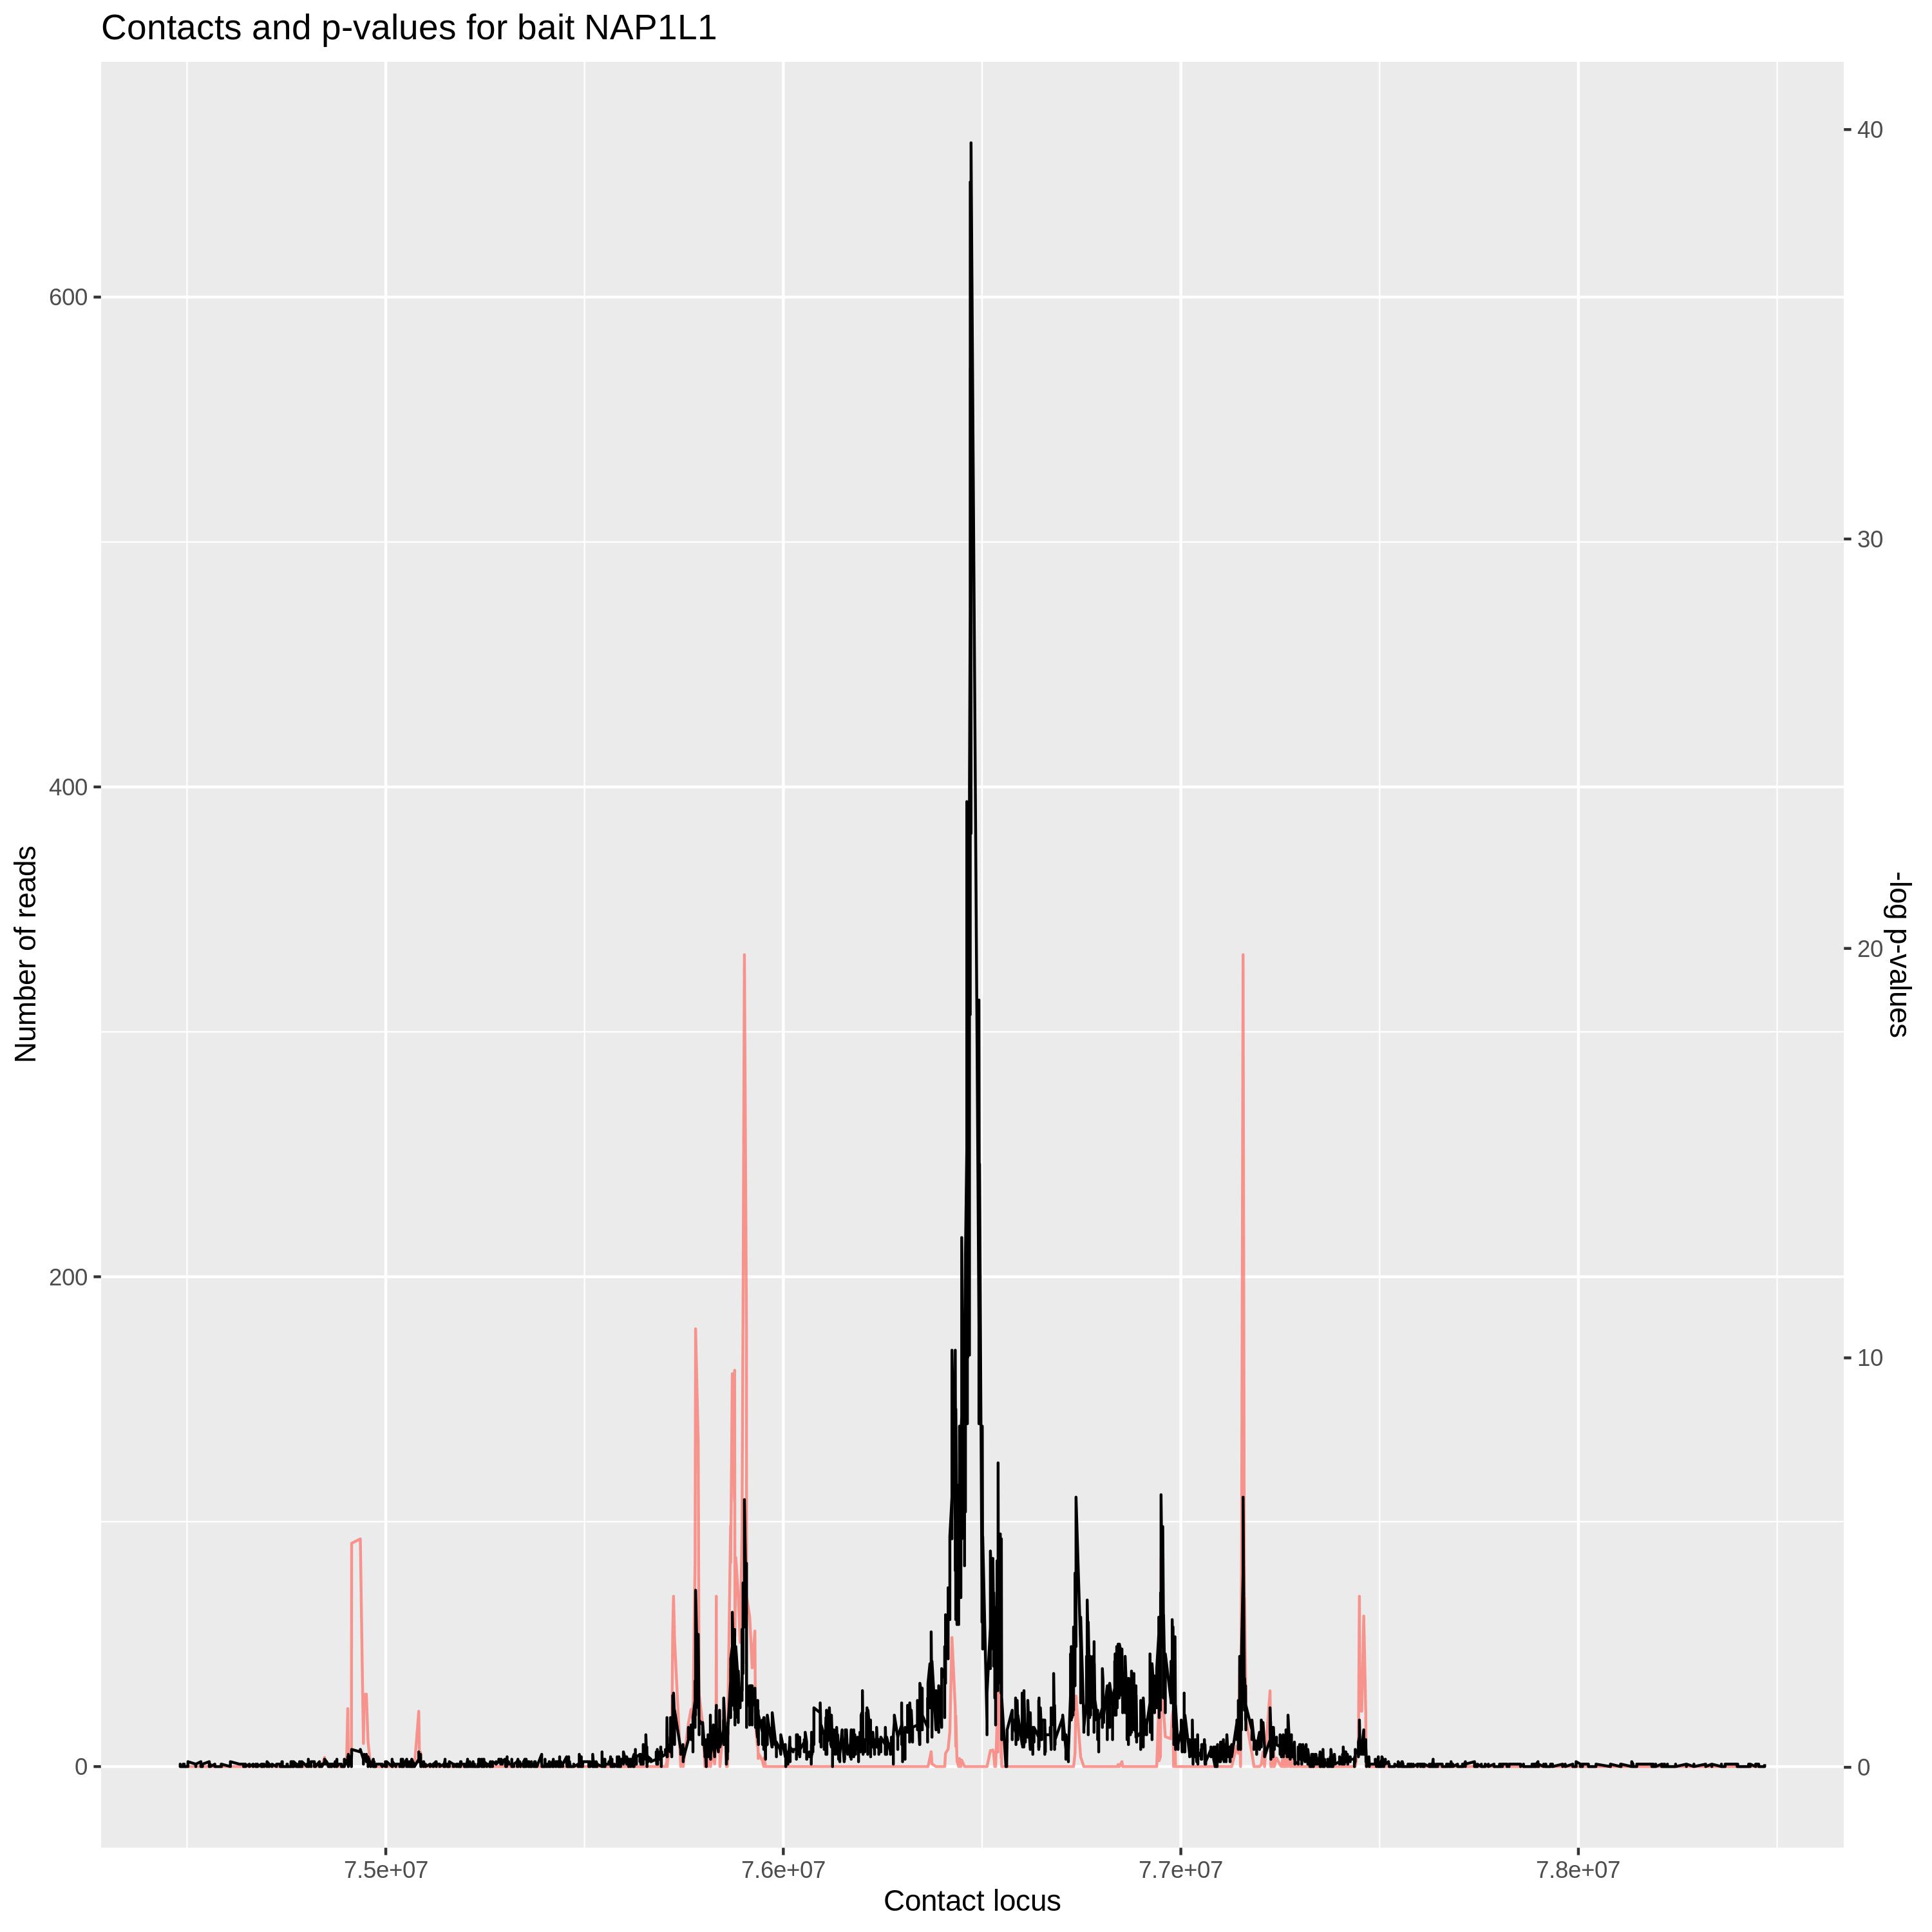 Contacts and p-values for bait NAP1L1
Number of reads
600
400
200
0
40
30
20
10
0
-log p-values
7.5e+07
7.6e+07
7.7e+07
7.8e+07
Contact locus